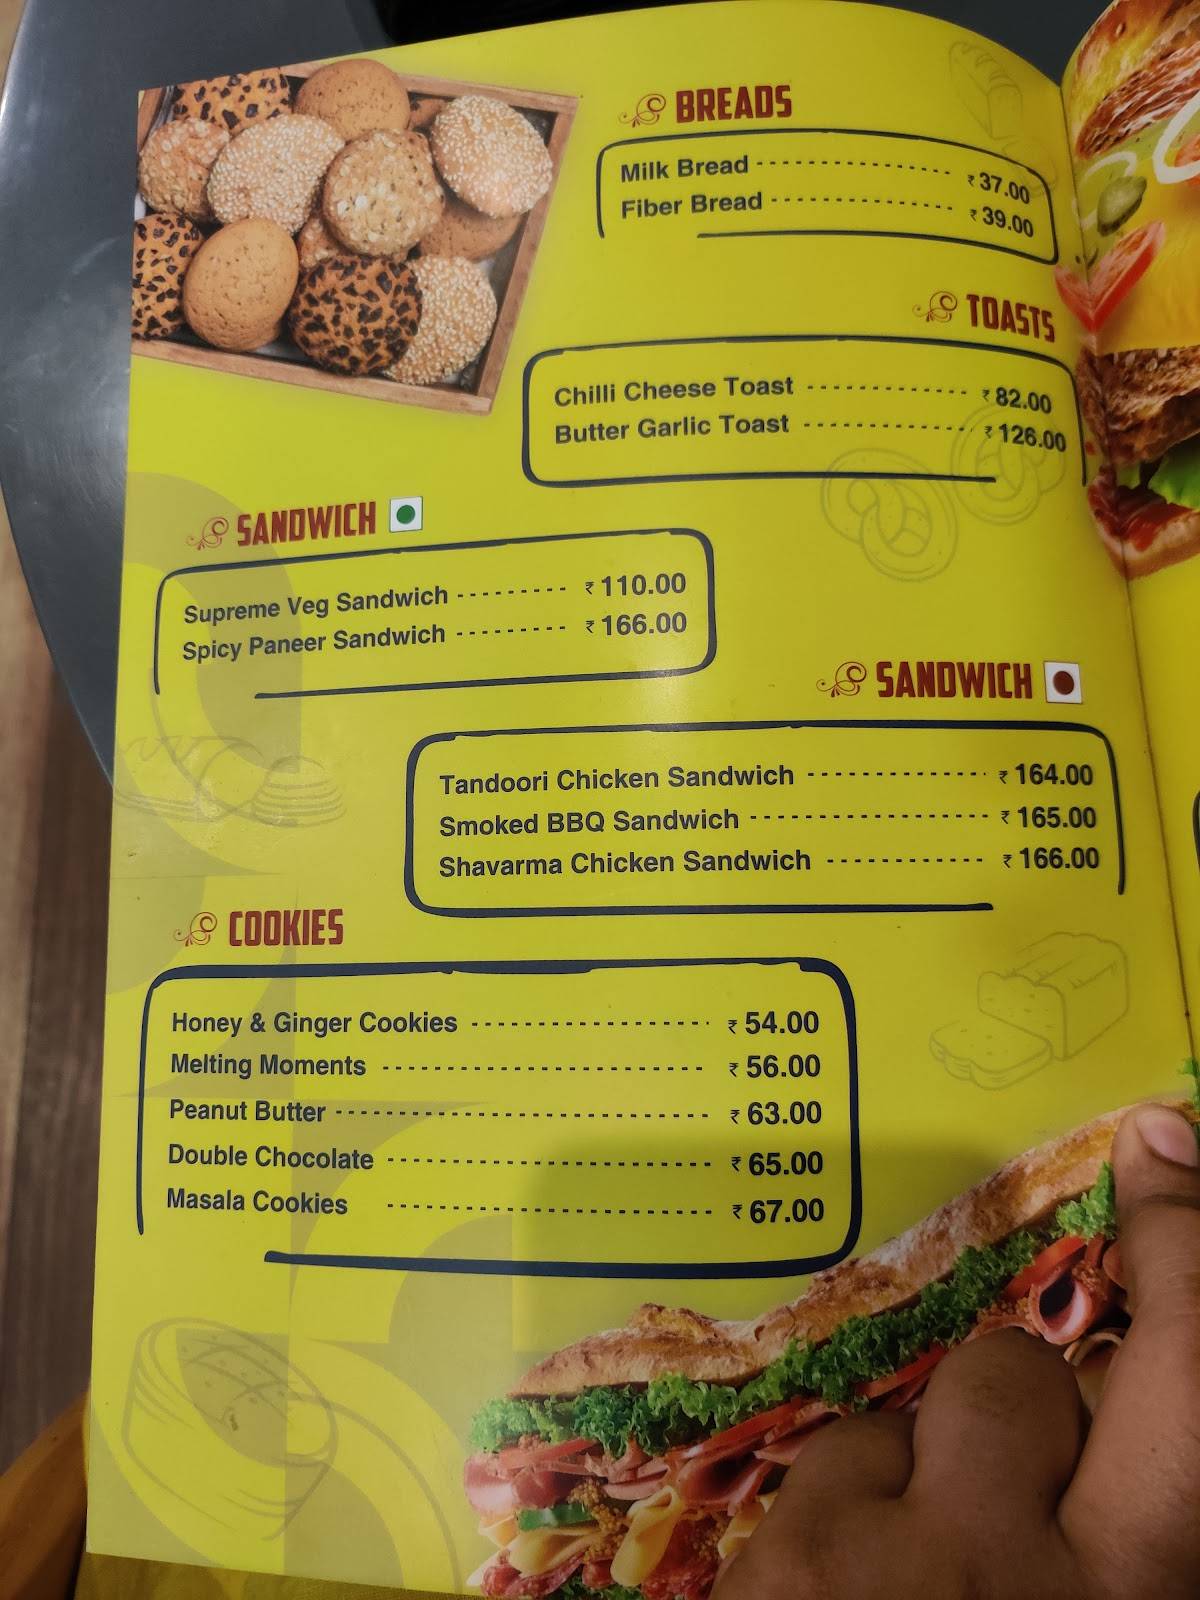 BREADS
Milk Bread ₹ 37.00
Fiber Bread ₹ 39.00
TOASTS
Chilli Cheese Toast ₹ 82.00
Butter Garlic Toast ₹ 126.00
SANDWICH
Supreme Veg Sandwich ₹ 110.00
Spicy Paneer Sandwich ₹ 166.00
SANDWICH
Tandoori Chicken Sandwich ₹ 164.00
Smoked BBQ Sandwich ₹ 165.00
Shavarma Chicken Sandwich ₹ 166.00
COOKIES
Honey & Ginger Cookies ₹ 54.00
Melting Moments ₹ 56.00
Peanut Butter ₹ 63.00
Double Chocolate ₹ 65.00
Masala Cookies ₹ 67.00